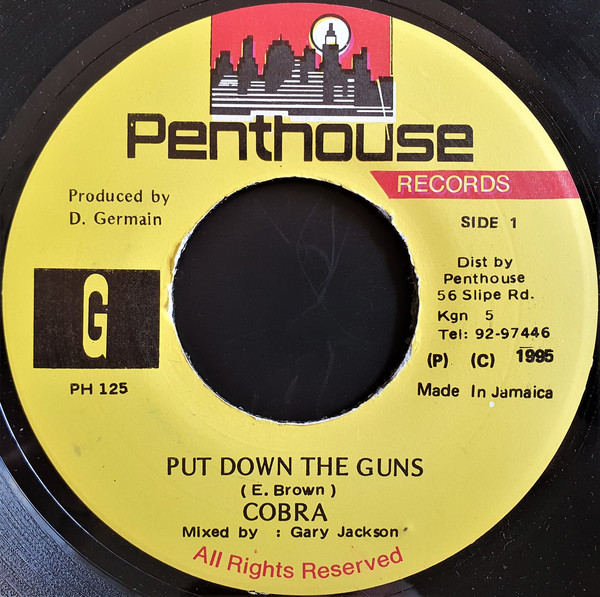 Penthouse
RECORDS
Produced by
D. Germain
SIDE 1
Dist by
Penthouse
56 Slipe Rd.
Kgn 5
Tel: 92-97446
(P) (C) 1995
Made In Jamaica
G
PH 125
PUT DOWN THE GUNS
( E. Brown )
COBRA
Mixed by : Gary Jackson
All Rights Reserved